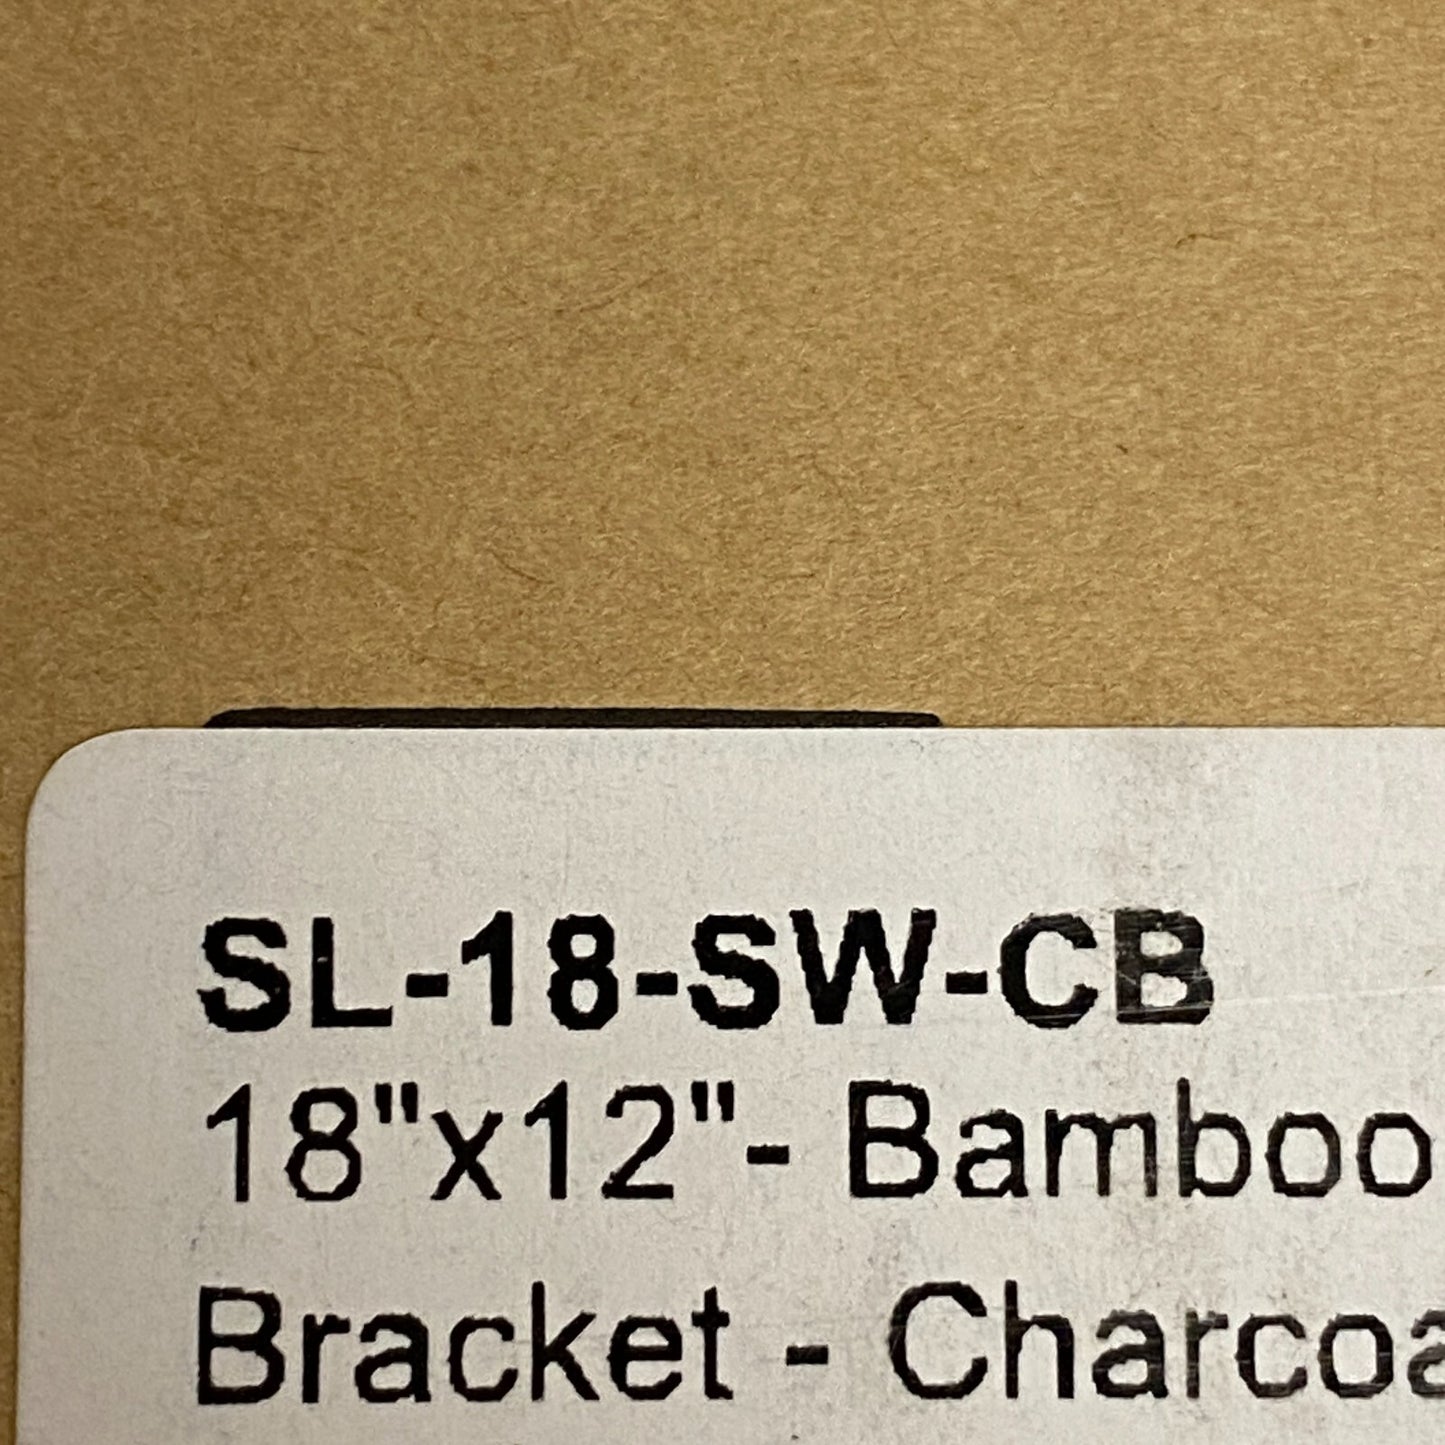 SL-18-SW-CB
18"x12"- Bamboo
Bracket - Charcoa